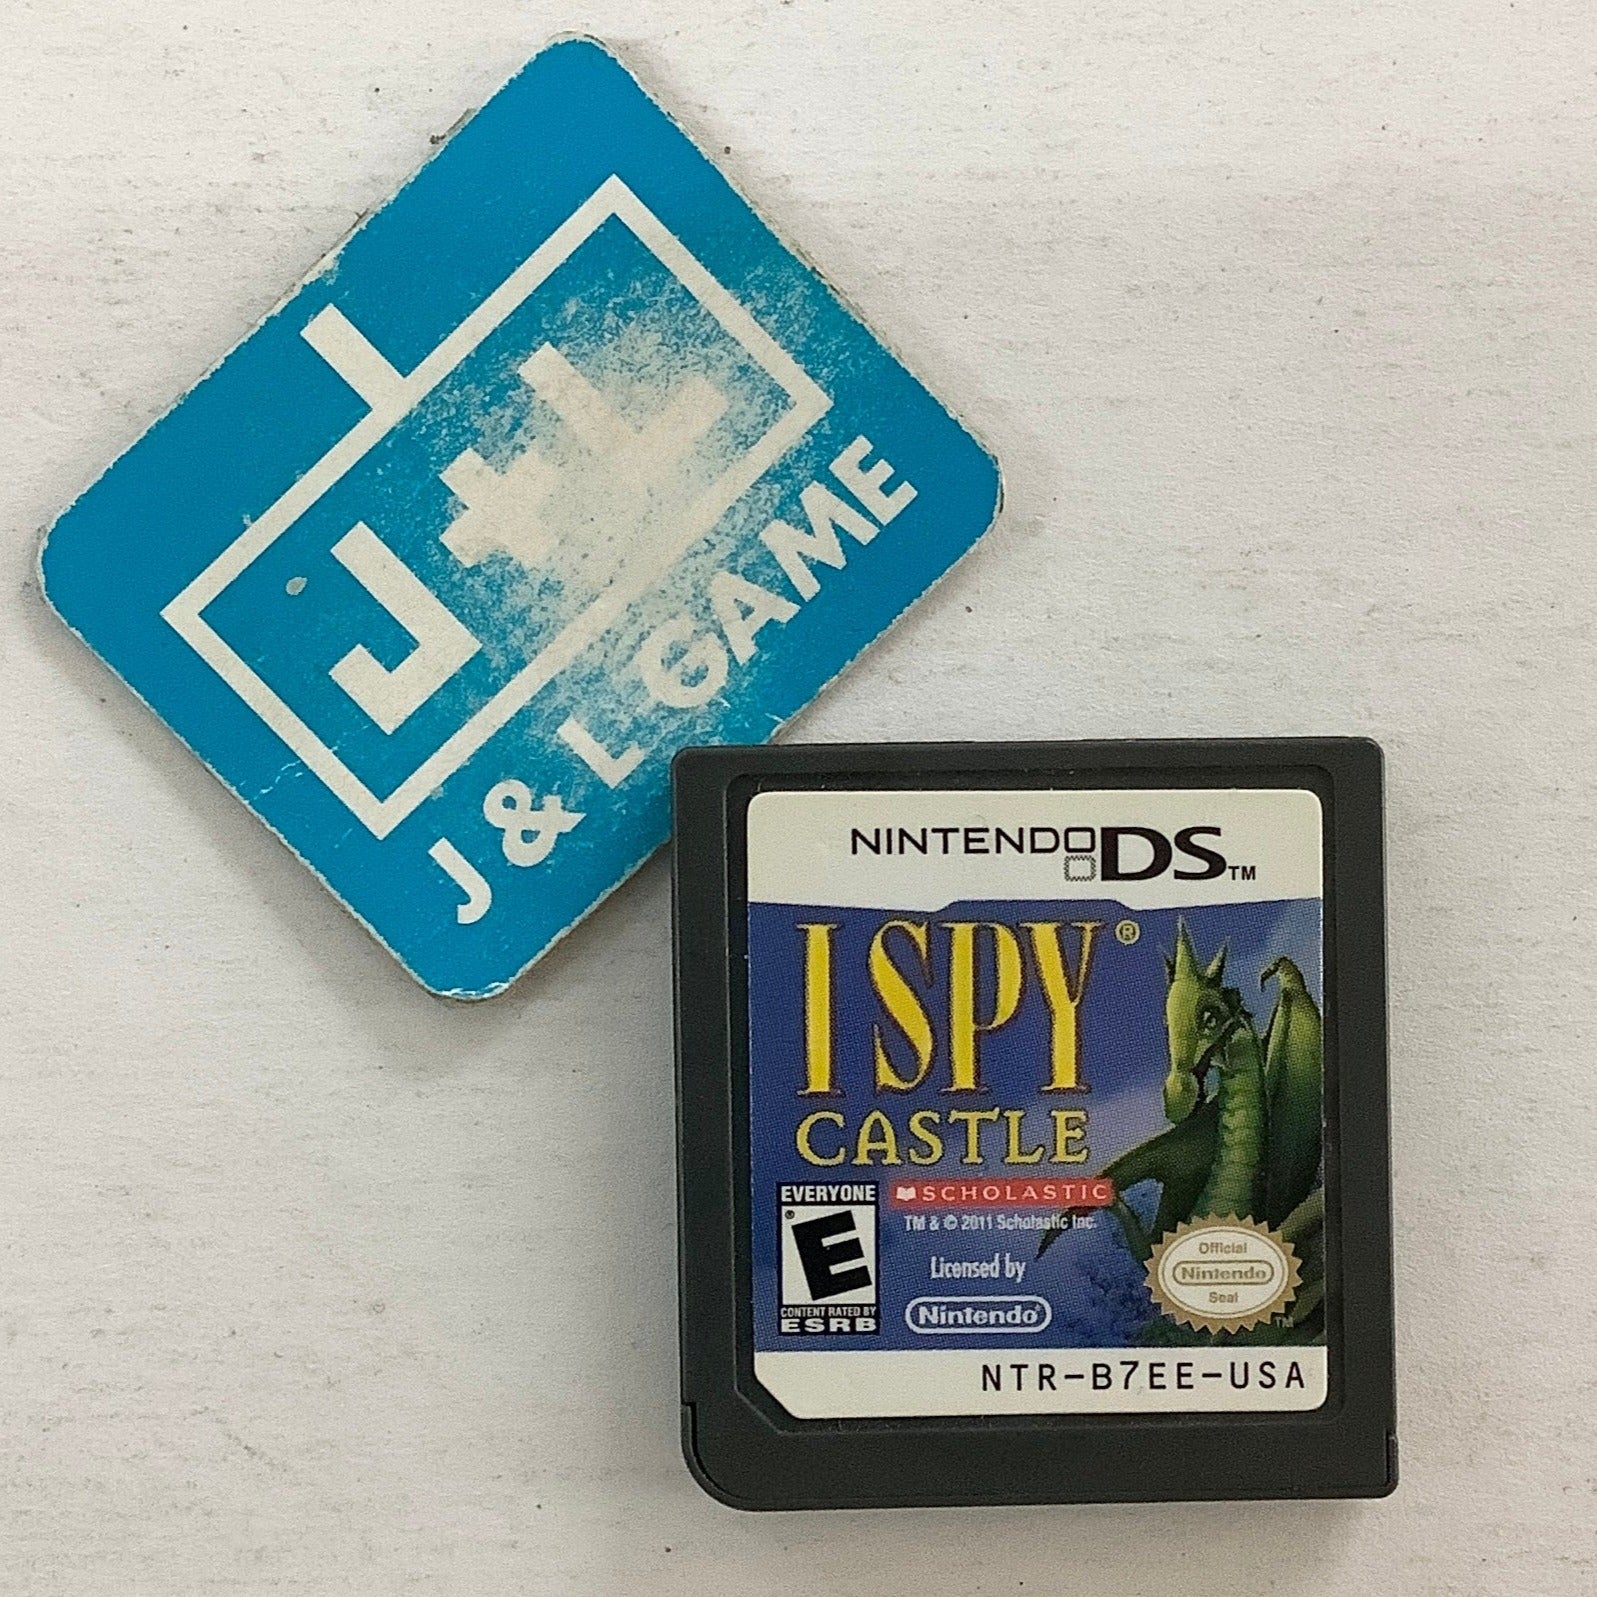 J+L
J & L GAME
NINTENDO DS™
I SPY®
CASTLE
SCHOLASTIC
TM & © 2011 Scholastic Inc.
Licensed by
Nintendo®
EVERYONE
E
CONTENT RATED BY
ESRB
Official
Nintendo
Seal
TM
NTR-B7EE-USA